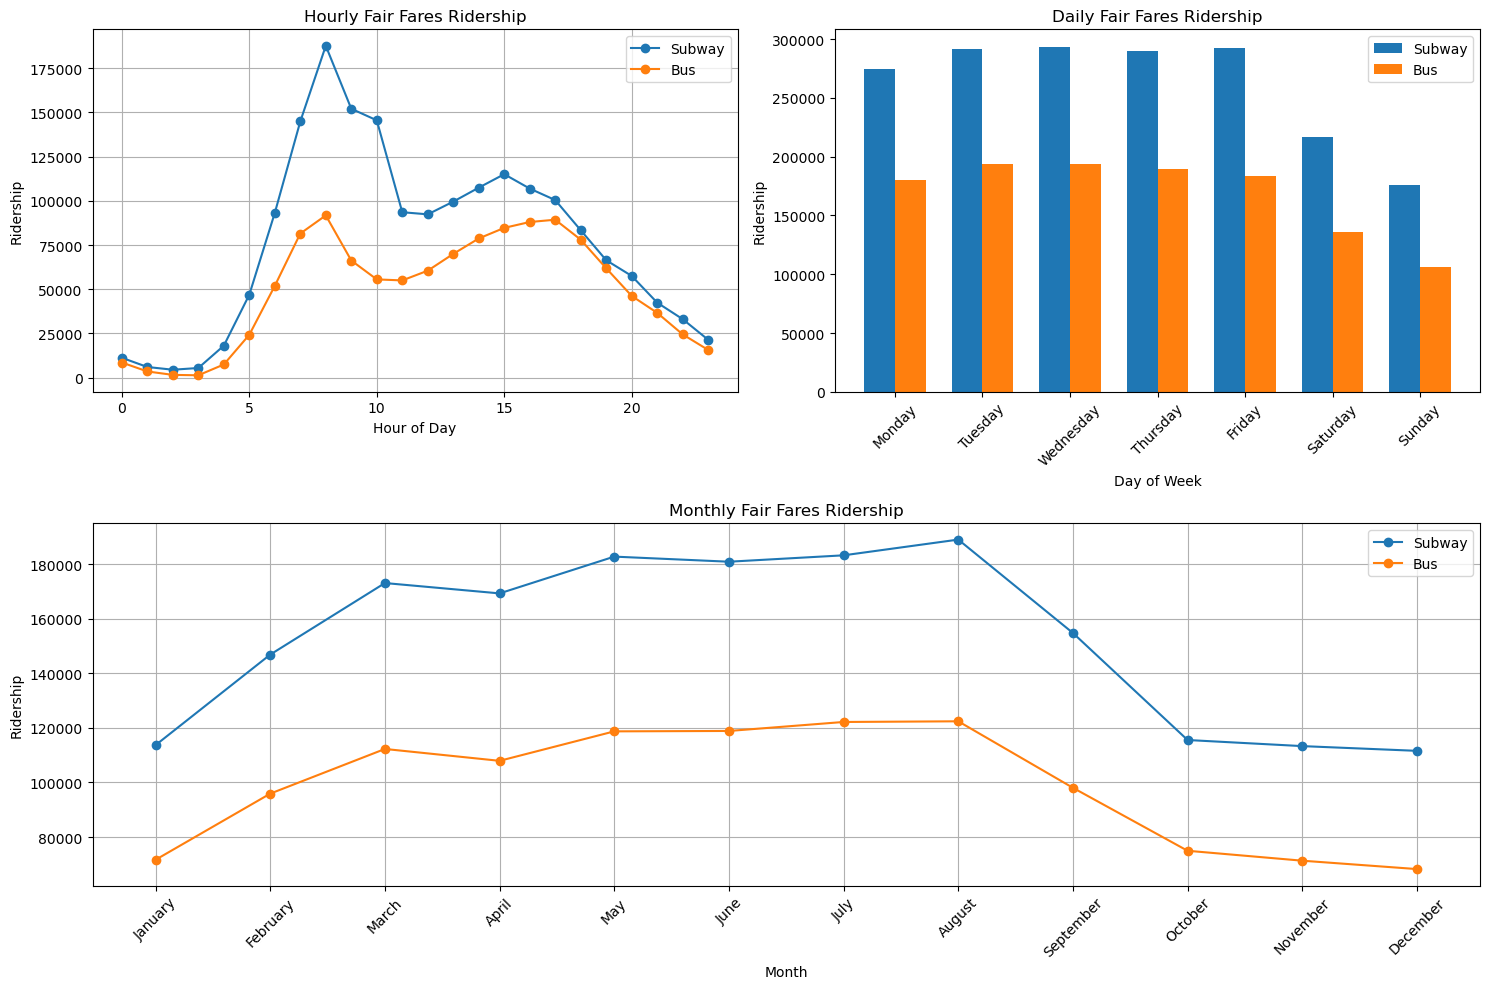 Hourly Fair Fares Ridership
Ridership
175000
150000
125000
100000
75000
50000
25000
0
0 5 10 15 20
Hour of Day
Subway
Bus
Daily Fair Fares Ridership
Ridership
300000
250000
200000
150000
100000
50000
0
Monday Tuesday Wednesday Thursday Friday Saturday Sunday
Day of Week
Subway
Bus
Monthly Fair Fares Ridership
Ridership
180000
160000
140000
120000
100000
80000
January February March April May June July August September October November December
Month
Subway
Bus